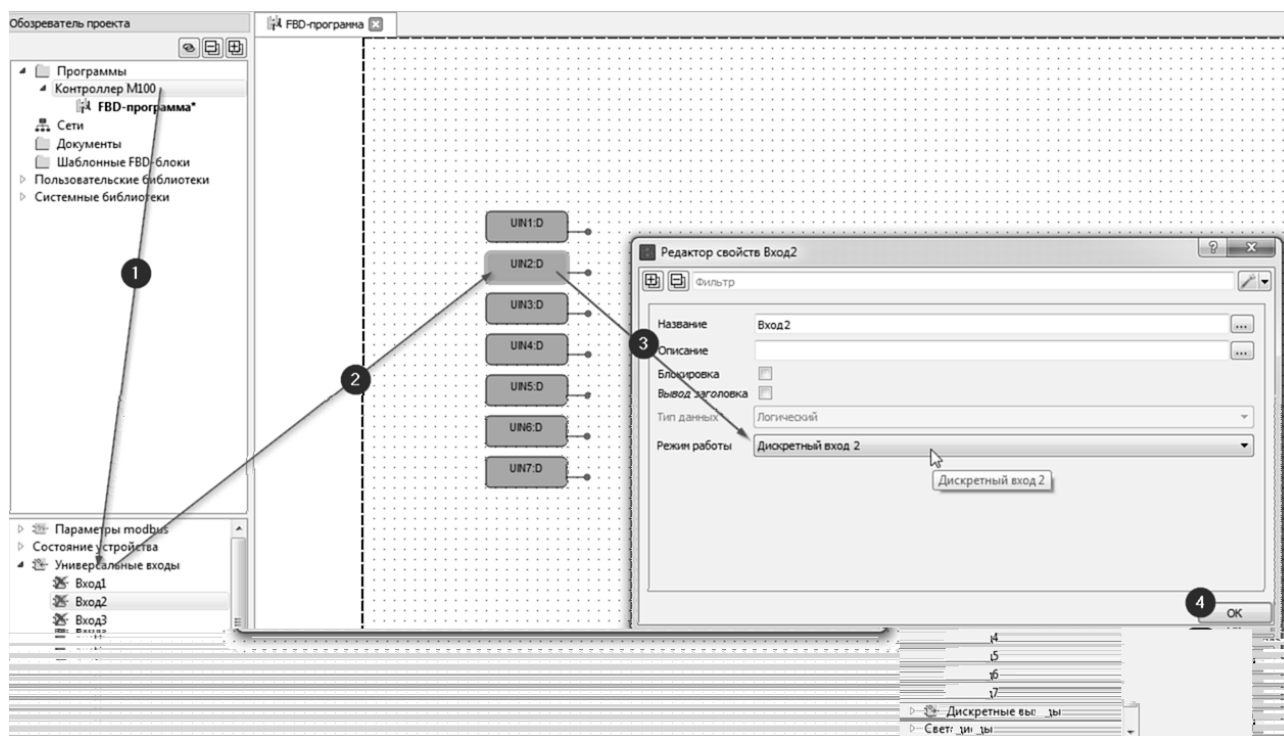 Обозреватель проекта
FBD-программа
Программы
Контроллер M100
FBD-программа*
Сети
Документы
Шаблонные FBD-блоки
Пользовательские библиотеки
Системные библиотеки
1
2
3
4
UIN1:D
UIN2:D
UIN3:D
UIN4:D
UIN5:D
UIN6:D
UIN7:D
Редактор свойств Вход2
Фильтр
Название Вход2 ...
Описание ...
Блокировка
Вывод заголовка
Тип данных Логический
Режим работы Дискретный вход 2
Дискретный вход 2
OK
Параметры modbus
Состояние устройства
Универсальные входы
Вход1
Вход2
Вход3
Дискретные